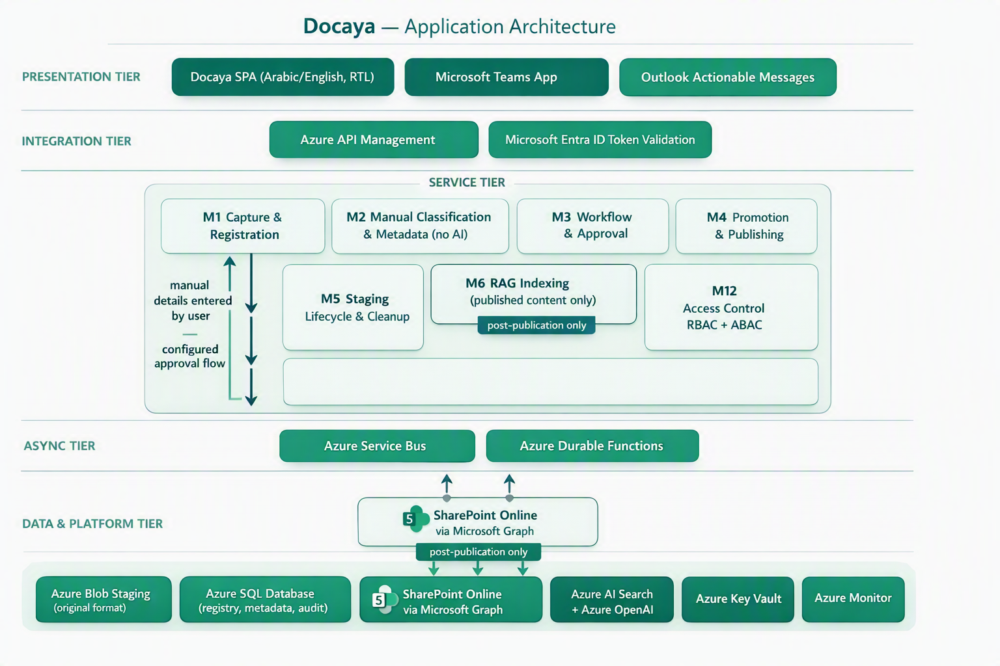 Docaya — Application Architecture
PRESENTATION TIER
Docaya SPA (Arabic/English, RTL)
Microsoft Teams App
Outlook Actionable Messages
INTEGRATION TIER
Azure API Management
Microsoft Entra ID Token Validation
SERVICE TIER
M1 Capture &
Registration
M2 Manual Classification
& Metadata (no AI)
M3 Workflow
& Approval
M4 Promotion
& Publishing
manual
details entered
by user
—
configured
approval flow
M5 Staging
Lifecycle & Cleanup
M6 RAG Indexing
(published content only)
post-publication only
M12
Access Control
RBAC + ABAC
ASYNC TIER
Azure Service Bus
Azure Durable Functions
DATA & PLATFORM TIER
5
SharePoint Online
via Microsoft Graph
post-publication only
Azure Blob Staging
(original format)
Azure SQL Database
(registry, metadata, audit)
5
SharePoint Online
via Microsoft Graph
Azure AI Search
+ Azure OpenAI
Azure Key Vault
Azure Monitor